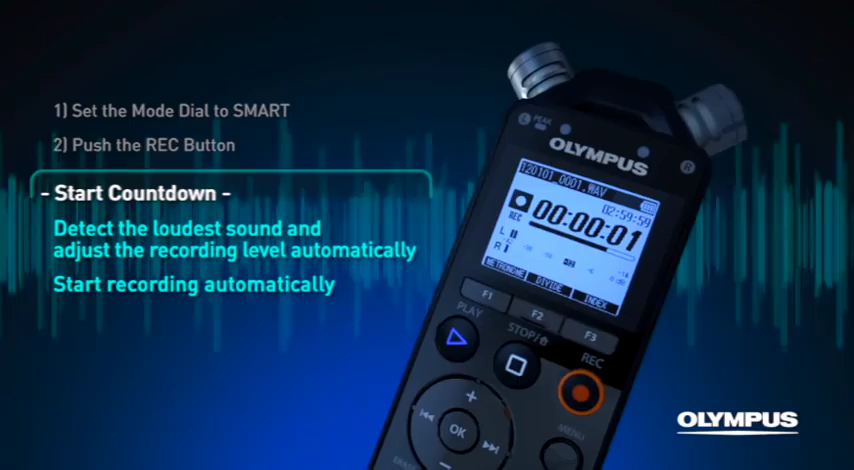 1) Set the Mode Dial to SMART
2) Push the REC Button
- Start Countdown -
Detect the loudest sound and
adjust the recording level automatically
Start recording automatically
L PEAK
R
OLYMPUS
120101_0001.WAV
02:59:59
REC 00:00:01
L
R
METRONOME DIVIDE INDEX
F1 F2 F3
PLAY STOP/
REC
+
OK
MENU
ERASE
OLYMPUS